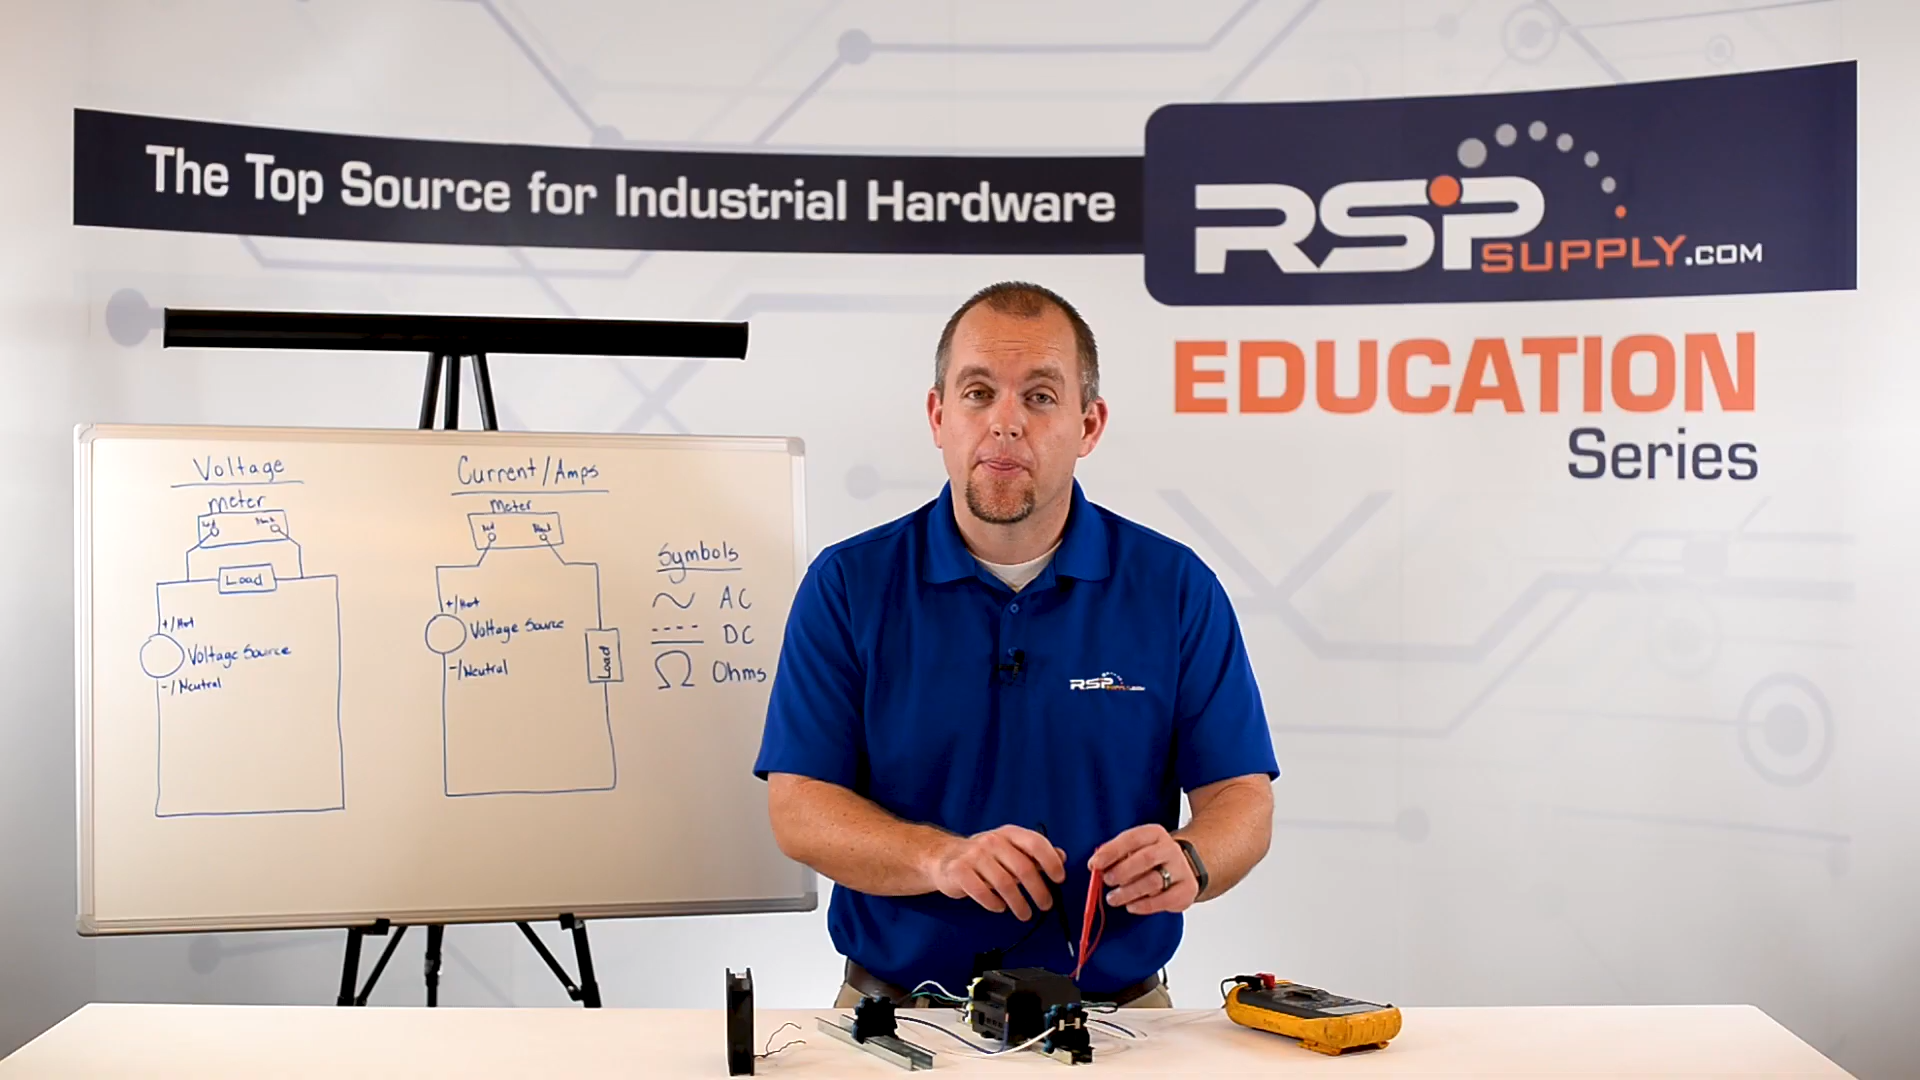 The Top Source for Industrial Hardware
RSP
SUPPLY.COM
EDUCATION
Series
Voltage
meter
Load
+/Hot
Voltage Source
-/Neutral
Current/Amps
Meter
+/Hot
Voltage Source
-/Neutral
Load
Symbols
AC
DC
Ω Ohms
RSP